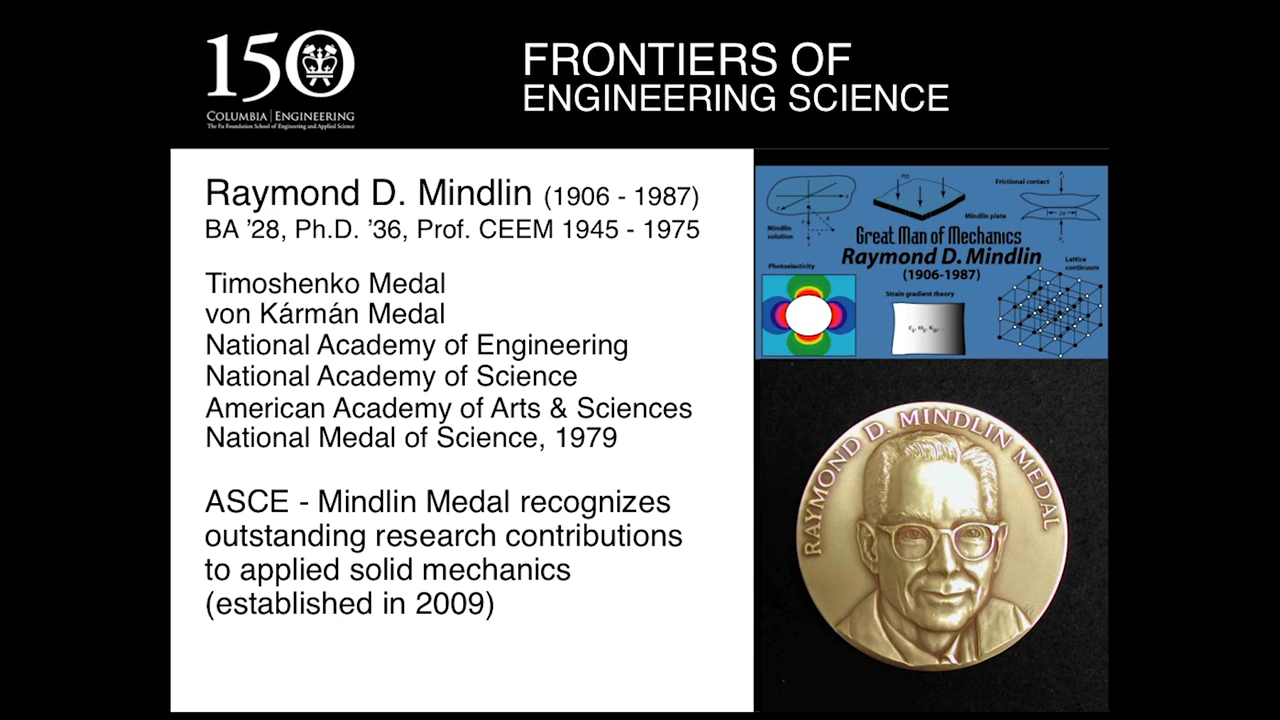 150
COLUMBIA | ENGINEERING
The Fu Foundation School of Engineering and Applied Science
FRONTIERS OF
ENGINEERING SCIENCE
Raymond D. Mindlin (1906 - 1987)
BA ’28, Ph.D. ’36, Prof. CEEM 1945 - 1975
Timoshenko Medal
von Kármán Medal
National Academy of Engineering
National Academy of Science
American Academy of Arts & Sciences
National Medal of Science, 1979
ASCE - Mindlin Medal recognizes
outstanding research contributions
to applied solid mechanics
(established in 2009)
Mindlin
solution
Mindlin plate
Frictional contact
Great Man of Mechanics
Raymond D. Mindlin
(1906-1987)
Photoelasticity
Strain gradient theory
Lattice
continuum
RAYMOND D. MINDLIN MEDAL